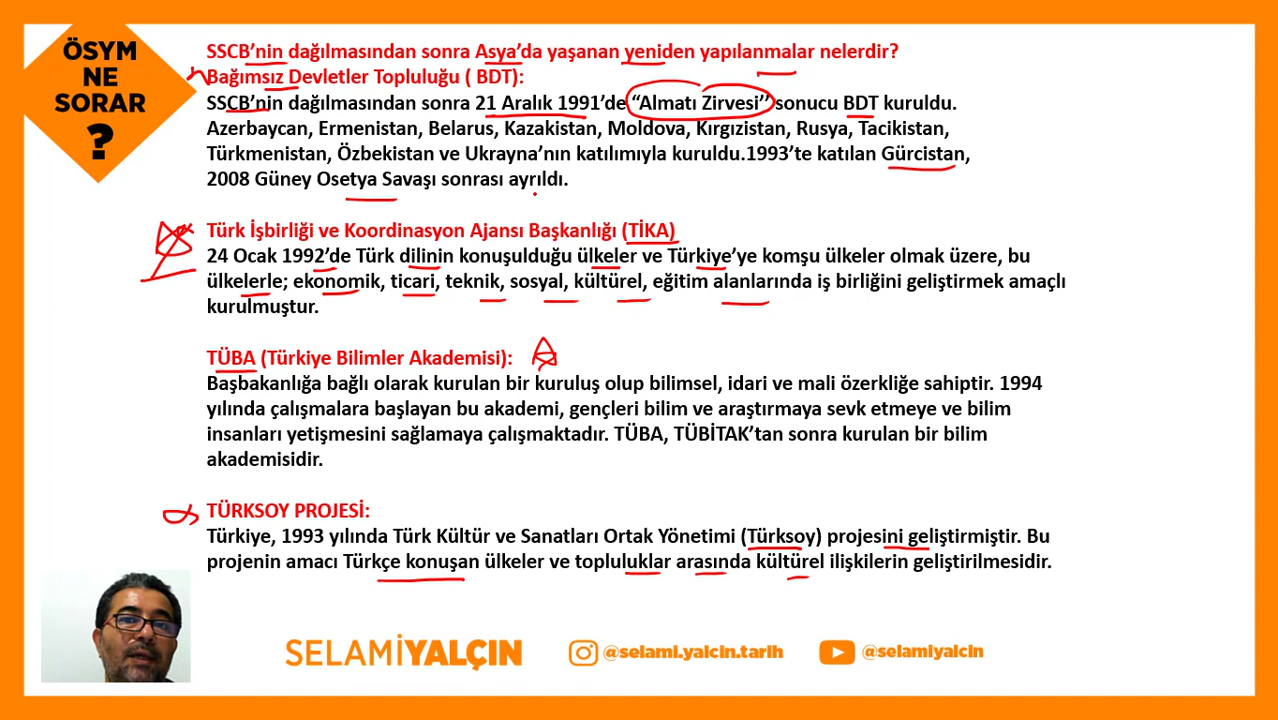 ÖSYM
NE
SORAR
?
SSCB’nin dağılmasından sonra Asya’da yaşanan yeniden yapılanmalar nelerdir?
Bağımsız Devletler Topluluğu ( BDT):
SSCB’nin dağılmasından sonra 21 Aralık 1991’de “Almatı Zirvesi’’ sonucu BDT kuruldu.
Azerbaycan, Ermenistan, Belarus, Kazakistan, Moldova, Kırgızistan, Rusya, Tacikistan,
Türkmenistan, Özbekistan ve Ukrayna’nın katılımıyla kuruldu.1993’te katılan Gürcistan,
2008 Güney Osetya Savaşı sonrası ayrıldı.
Türk İşbirliği ve Koordinasyon Ajansı Başkanlığı (TİKA)
24 Ocak 1992’de Türk dilinin konuşulduğu ülkeler ve Türkiye’ye komşu ülkeler olmak üzere, bu
ülkelerle; ekonomik, ticari, teknik, sosyal, kültürel, eğitim alanlarında iş birliğini geliştirmek amaçlı
kurulmuştur.
TÜBA (Türkiye Bilimler Akademisi):
Başbakanlığa bağlı olarak kurulan bir kuruluş olup bilimsel, idari ve mali özerkliğe sahiptir. 1994
yılında çalışmalara başlayan bu akademi, gençleri bilim ve araştırmaya sevk etmeye ve bilim
insanları yetişmesini sağlamaya çalışmaktadır. TÜBA, TÜBİTAK’tan sonra kurulan bir bilim
akademisidir.
TÜRKSOY PROJESİ:
Türkiye, 1993 yılında Türk Kültür ve Sanatları Ortak Yönetimi (Türksoy) projesini geliştirmiştir. Bu
projenin amacı Türkçe konuşan ülkeler ve topluluklar arasında kültürel ilişkilerin geliştirilmesidir.
SELAMİYALÇIN @selami.yalcin.tarih @selamiyalcin